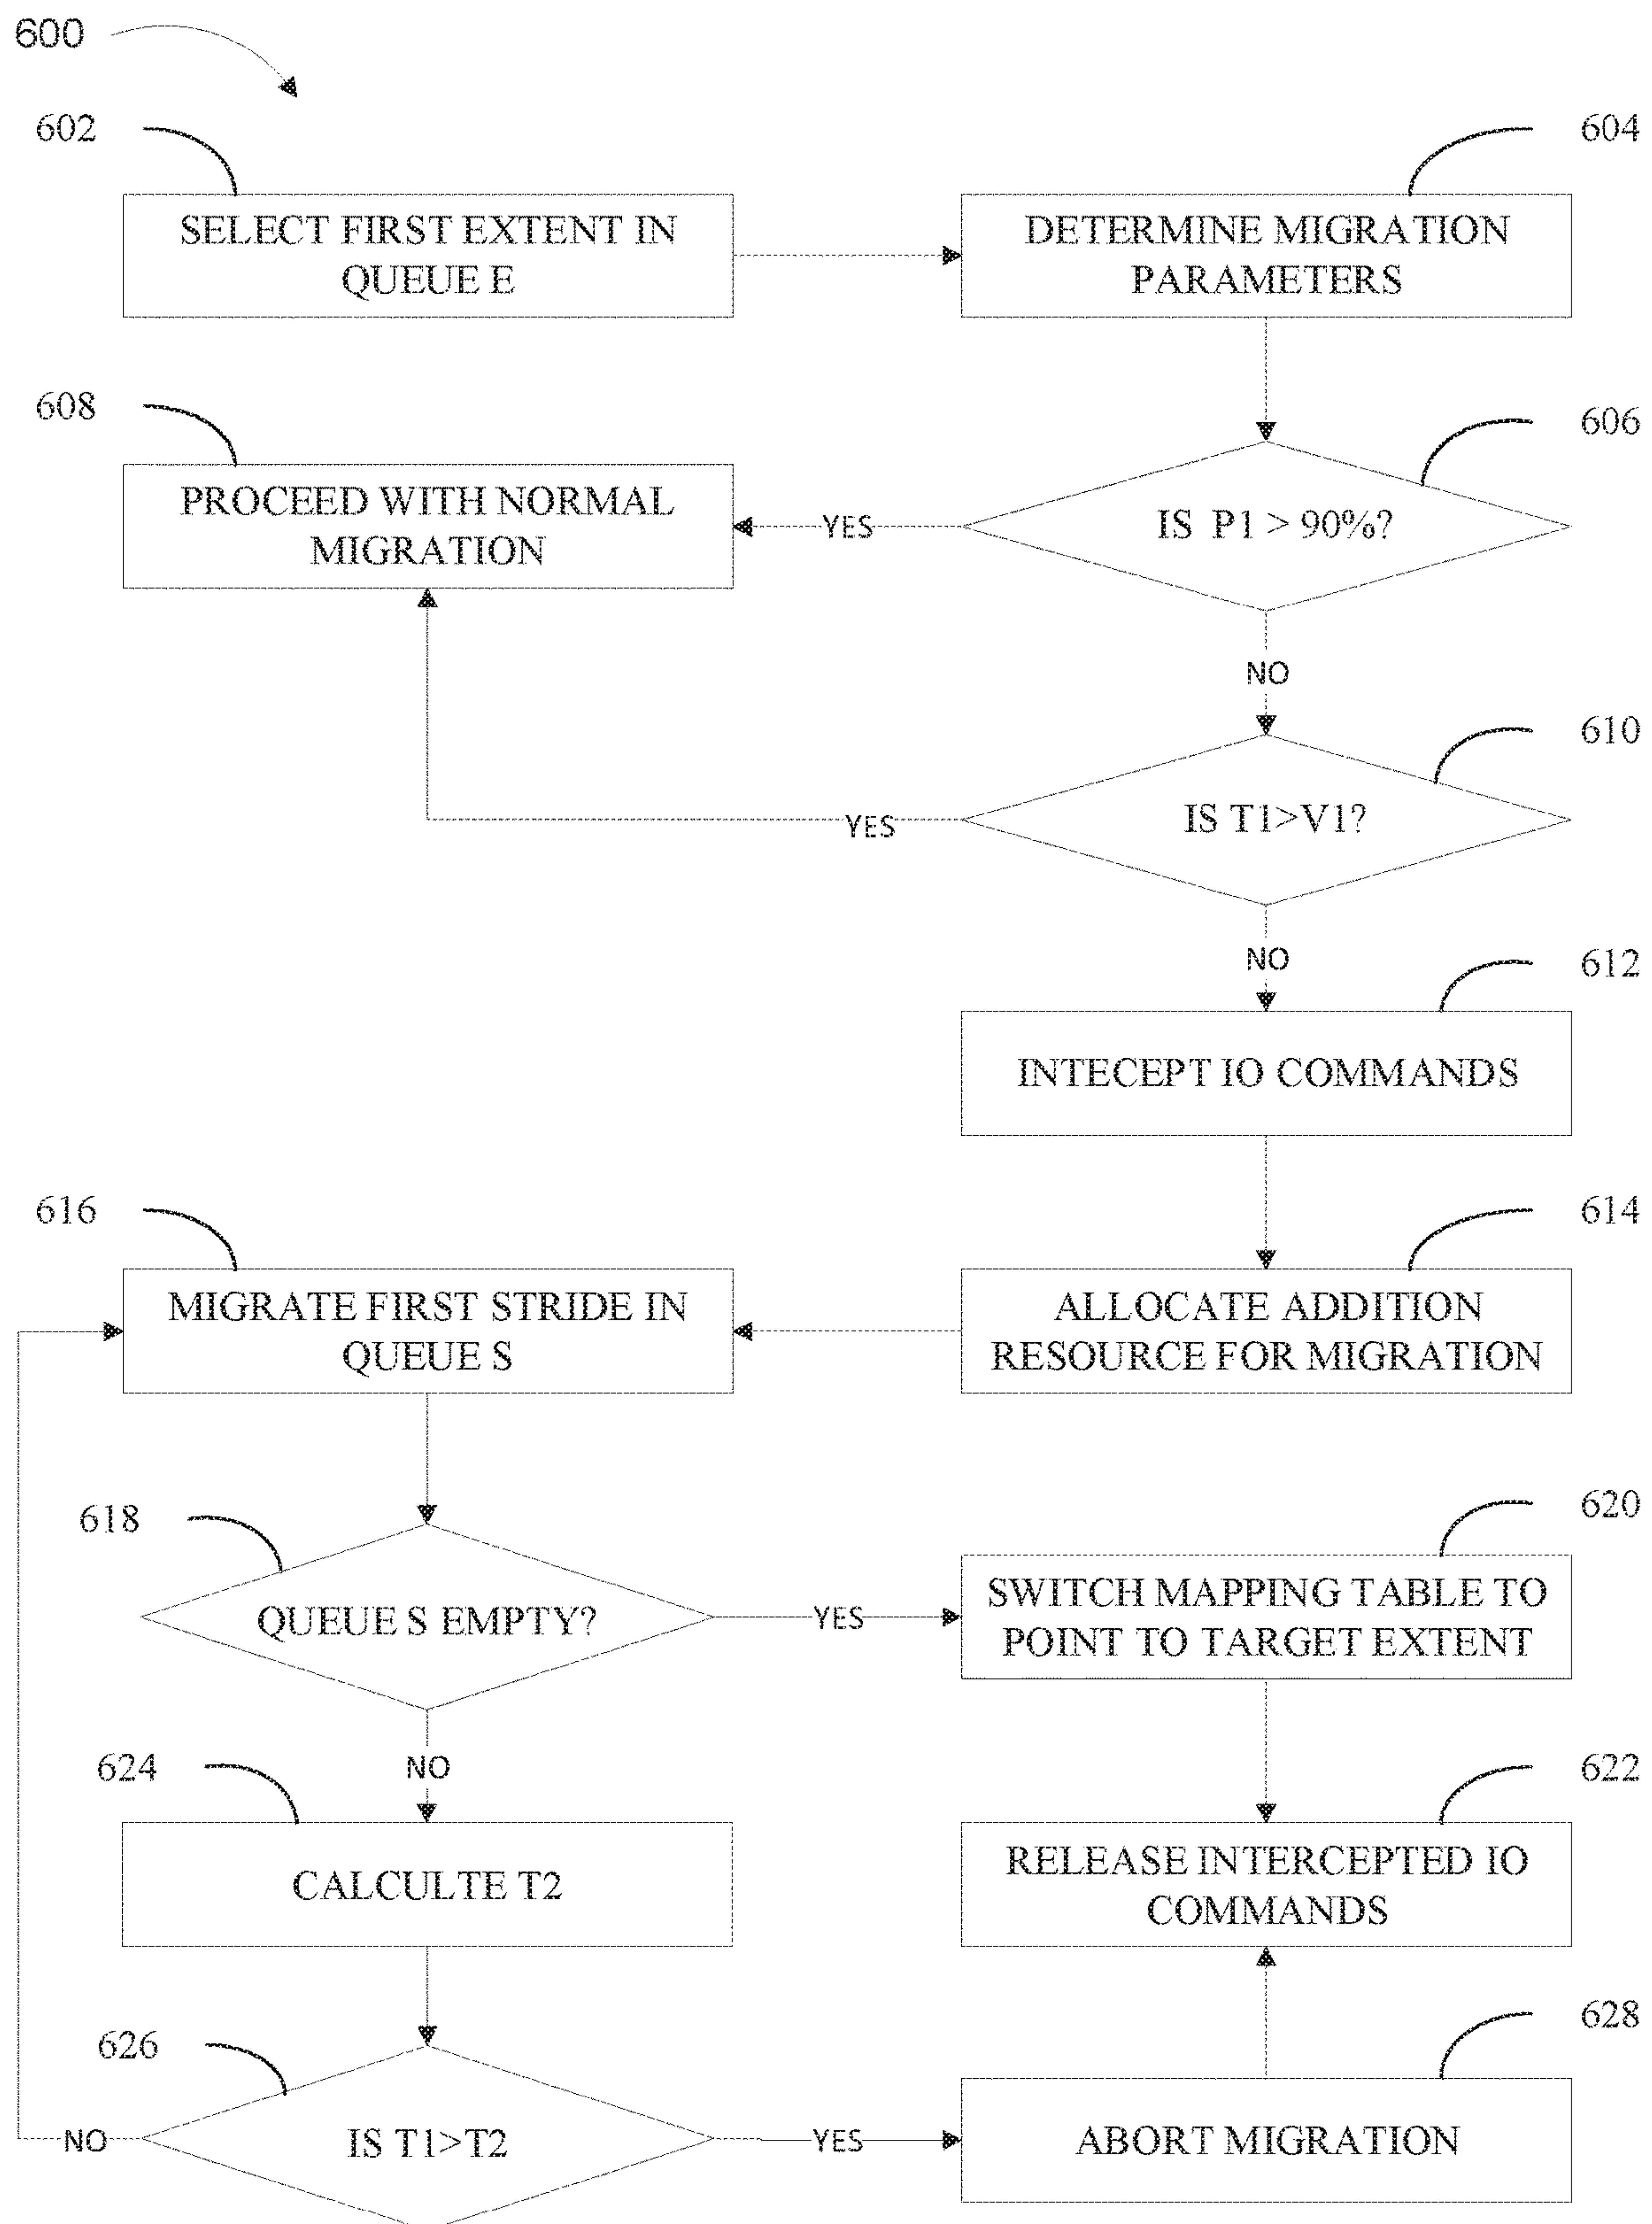 600
602
604
SELECT FIRST EXTENT IN
QUEUE E
DETERMINE MIGRATION
PARAMETERS
608
606
PROCEED WITH NORMAL
MIGRATION
YES
IS P1 > 90%?
NO
610
YES
IS T1>V1?
NO
612
INTECEPT IO COMMANDS
616
614
MIGRATE FIRST STRIDE IN
QUEUE S
ALLOCATE ADDITION
RESOURCE FOR MIGRATION
618
620
QUEUE S EMPTY?
YES
SWITCH MAPPING TABLE TO
POINT TO TARGET EXTENT
624
NO
622
CALCULTE T2
RELEASE INTERCEPTED IO
COMMANDS
626
628
NO
IS T1>T2
YES
ABORT MIGRATION